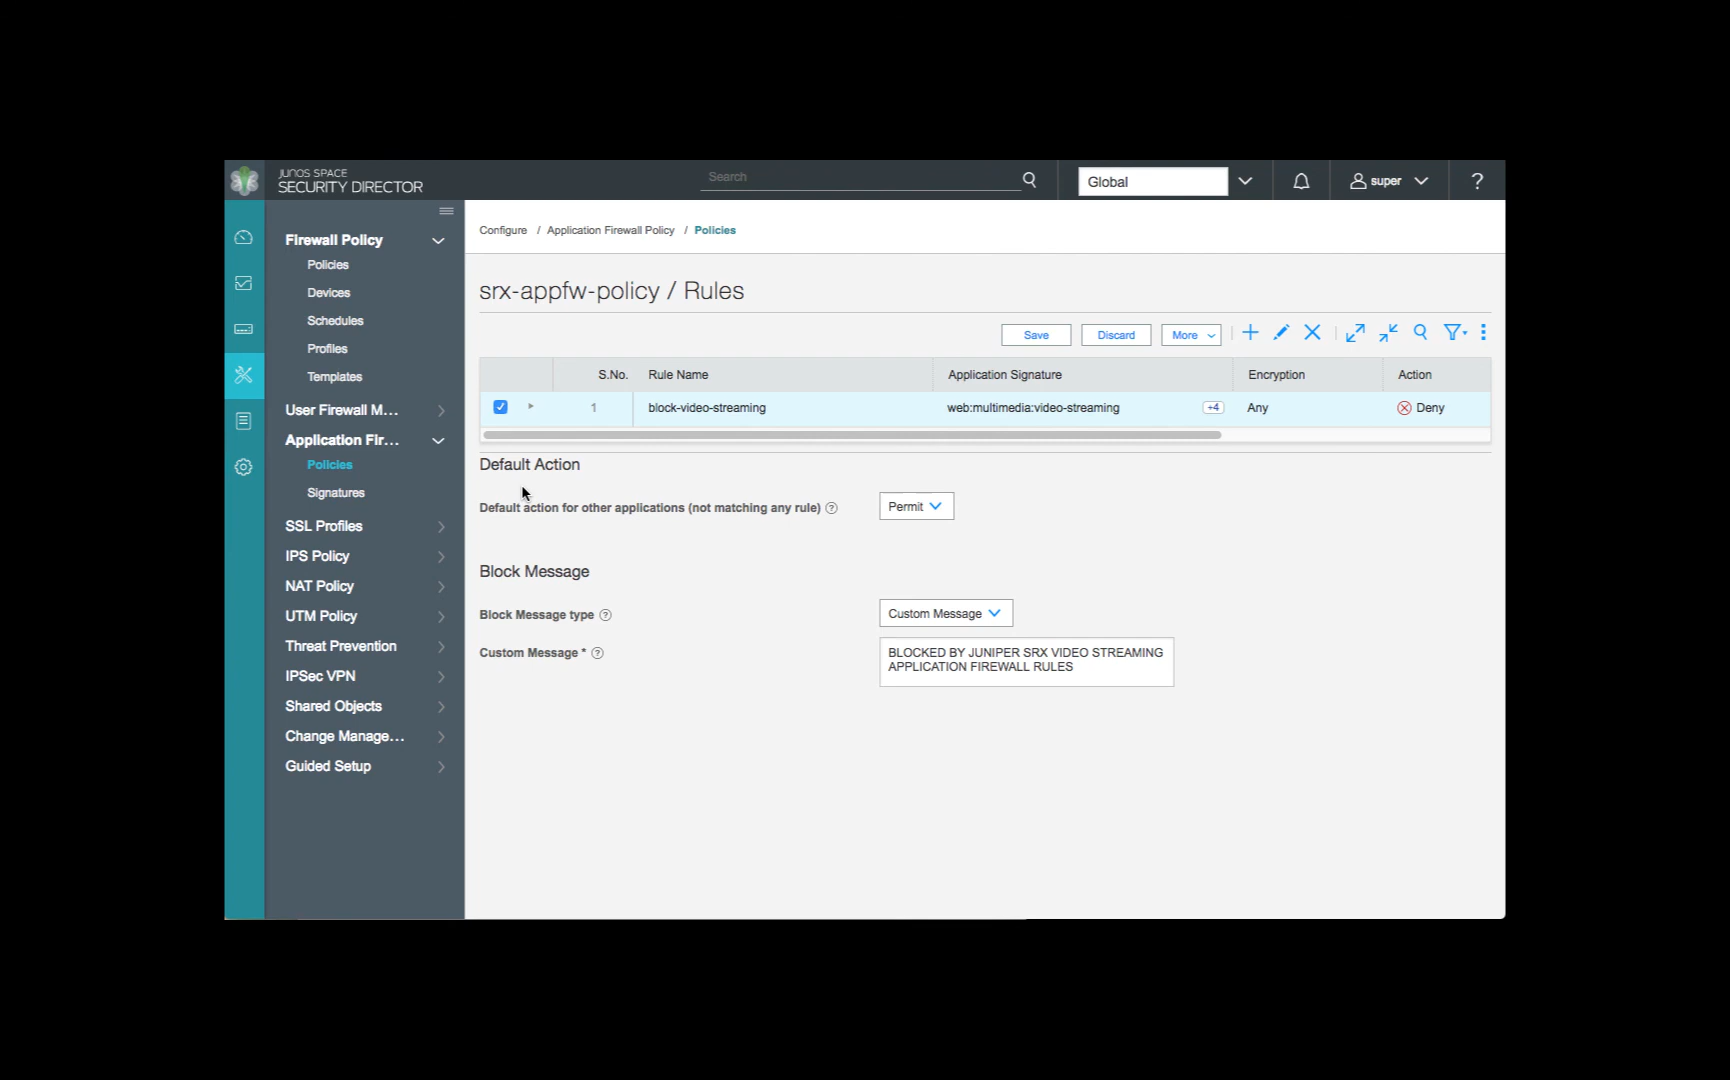 JUNOS SPACE
SECURITY DIRECTOR
Search
Global
super
?
Firewall Policy
Policies
Devices
Schedules
Profiles
Templates
User Firewall M...
Application Fir...
Policies
Signatures
SSL Profiles
IPS Policy
NAT Policy
UTM Policy
Threat Prevention
IPSec VPN
Shared Objects
Change Manage...
Guided Setup
Configure / Application Firewall Policy / Policies
srx-appfw-policy / Rules
Save Discard More
S.No. Rule Name Application Signature Encryption Action
1 block-video-streaming web:multimedia:video-streaming +4 Any Deny
Default Action
Default action for other applications (not matching any rule) ? Permit
Block Message
Block Message type ? Custom Message
Custom Message * ? BLOCKED BY JUNIPER SRX VIDEO STREAMING
APPLICATION FIREWALL RULES